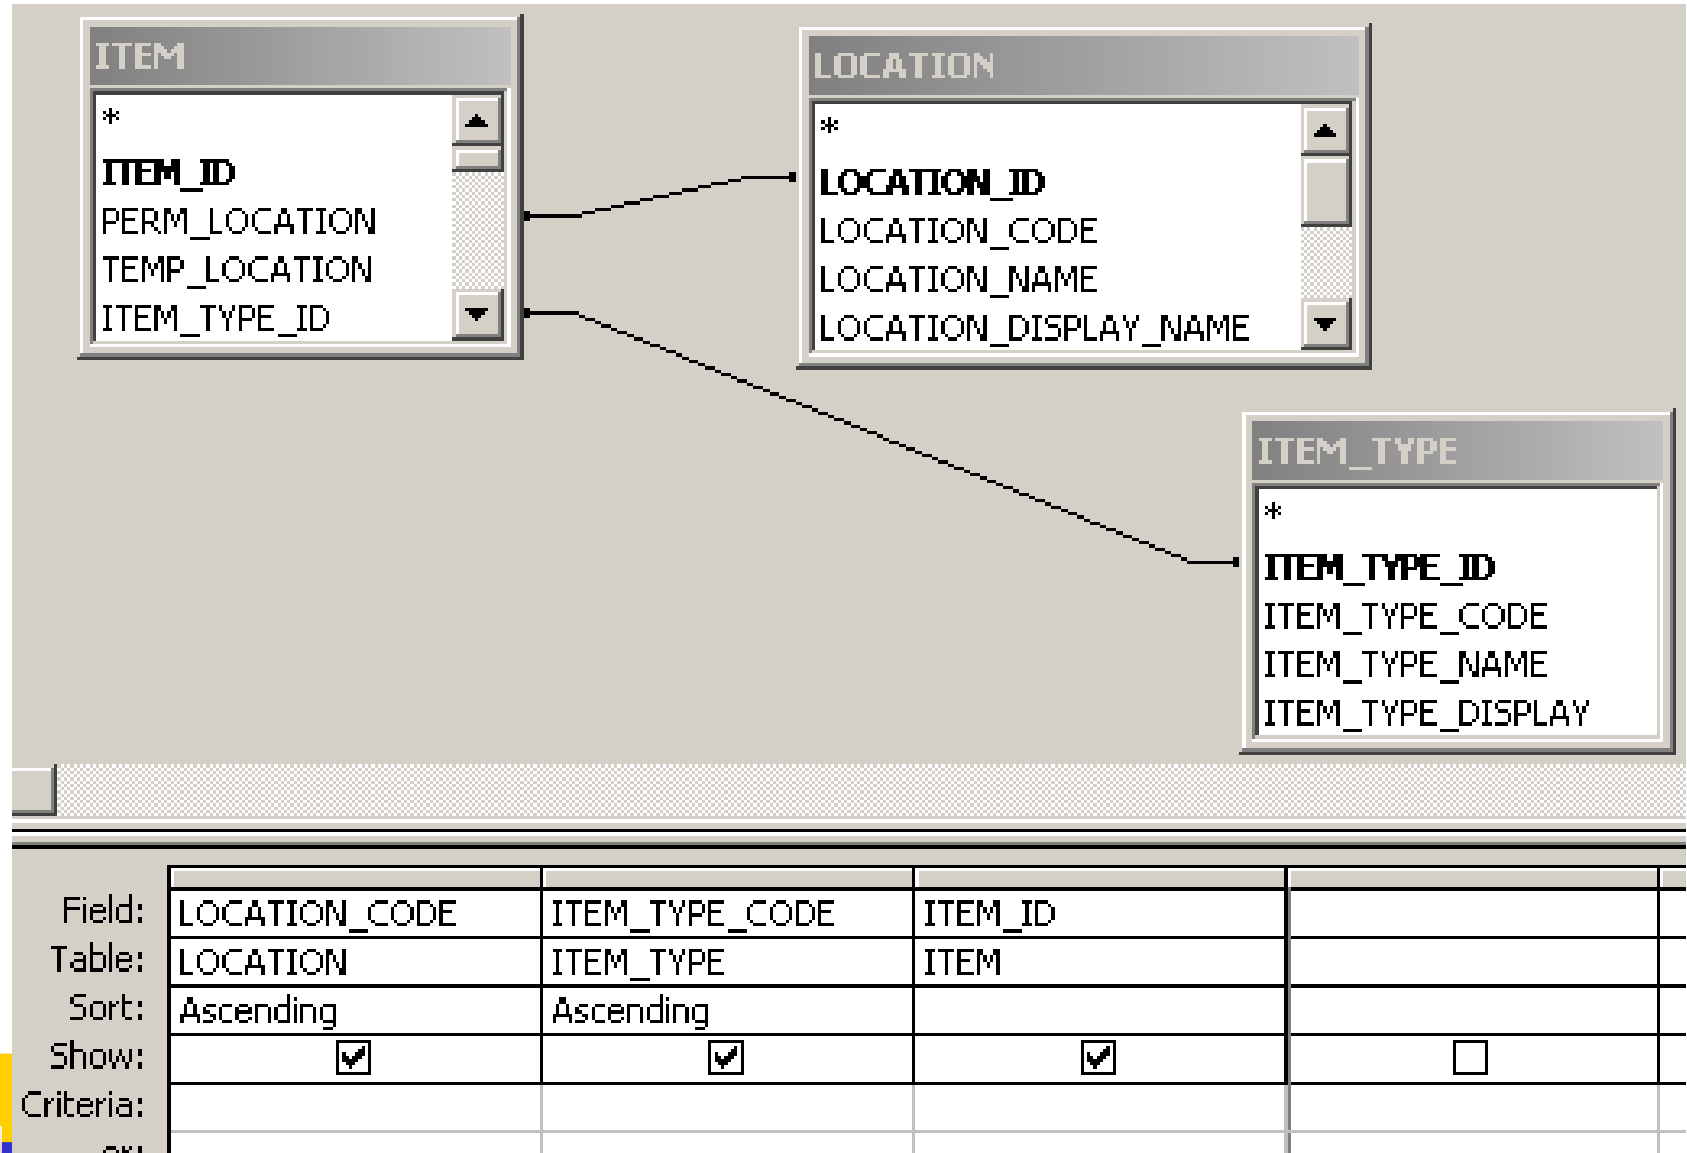 ITEM
*
ITEM_ID
PERM_LOCATION
TEMP_LOCATION
ITEM_TYPE_ID
LOCATION
*
LOCATION_ID
LOCATION_CODE
LOCATION_NAME
LOCATION_DISPLAY_NAME
ITEM_TYPE
*
ITEM_TYPE_ID
ITEM_TYPE_CODE
ITEM_TYPE_NAME
ITEM_TYPE_DISPLAY
Field: LOCATION_CODE ITEM_TYPE_CODE ITEM_ID
Table: LOCATION ITEM_TYPE ITEM
Sort: Ascending Ascending
Show:
Criteria:
or: